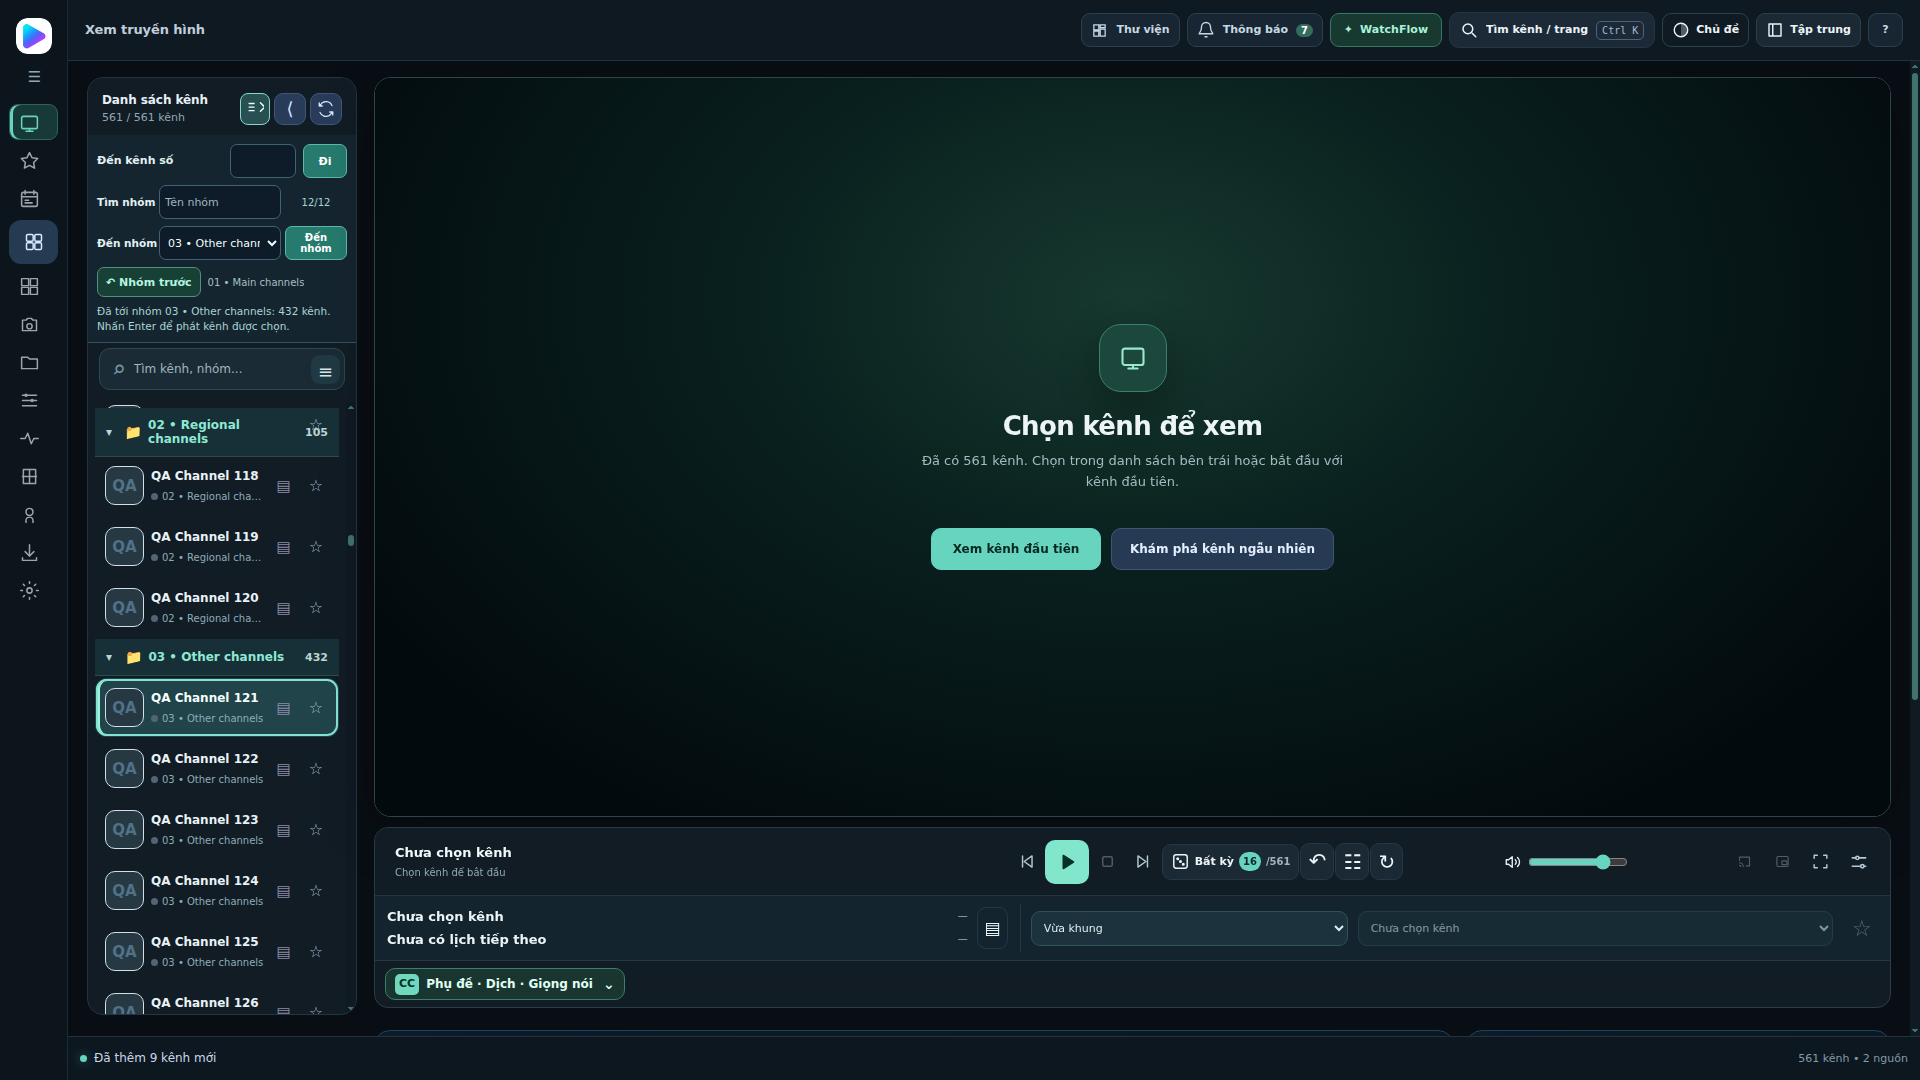 Xem truyền hình
Thư viện
Thông báo 7
WatchFlow
Tìm kênh / trang Ctrl K
Chủ đề
Tập trung
?
Danh sách kênh
561 / 561 kênh
Đến kênh số
Đi
Tìm nhóm Tên nhóm 12/12
Đến nhóm 03 • Other chann
Đến
nhóm
↶ Nhóm trước 01 • Main channels
Đã tới nhóm 03 • Other channels: 432 kênh.
Nhấn Enter để phát kênh được chọn.
Tìm kênh, nhóm...
02 • Regional
channels
105
QA QA Channel 118
02 • Regional cha...
QA QA Channel 119
02 • Regional cha...
QA QA Channel 120
02 • Regional cha...
03 • Other channels 432
QA QA Channel 121
03 • Other channels
QA QA Channel 122
03 • Other channels
QA QA Channel 123
03 • Other channels
QA QA Channel 124
03 • Other channels
QA QA Channel 125
03 • Other channels
QA QA Channel 126
Chọn kênh để xem
Đã có 561 kênh. Chọn trong danh sách bên trái hoặc bắt đầu với
kênh đầu tiên.
Xem kênh đầu tiên
Khám phá kênh ngẫu nhiên
Chưa chọn kênh
Chọn kênh để bắt đầu
Bất kỳ 16 /561
Chưa chọn kênh —
Chưa có lịch tiếp theo —
Vừa khung
Chưa chọn kênh
CC Phụ đề · Dịch · Giọng nói
Đã thêm 9 kênh mới
561 kênh • 2 nguồn